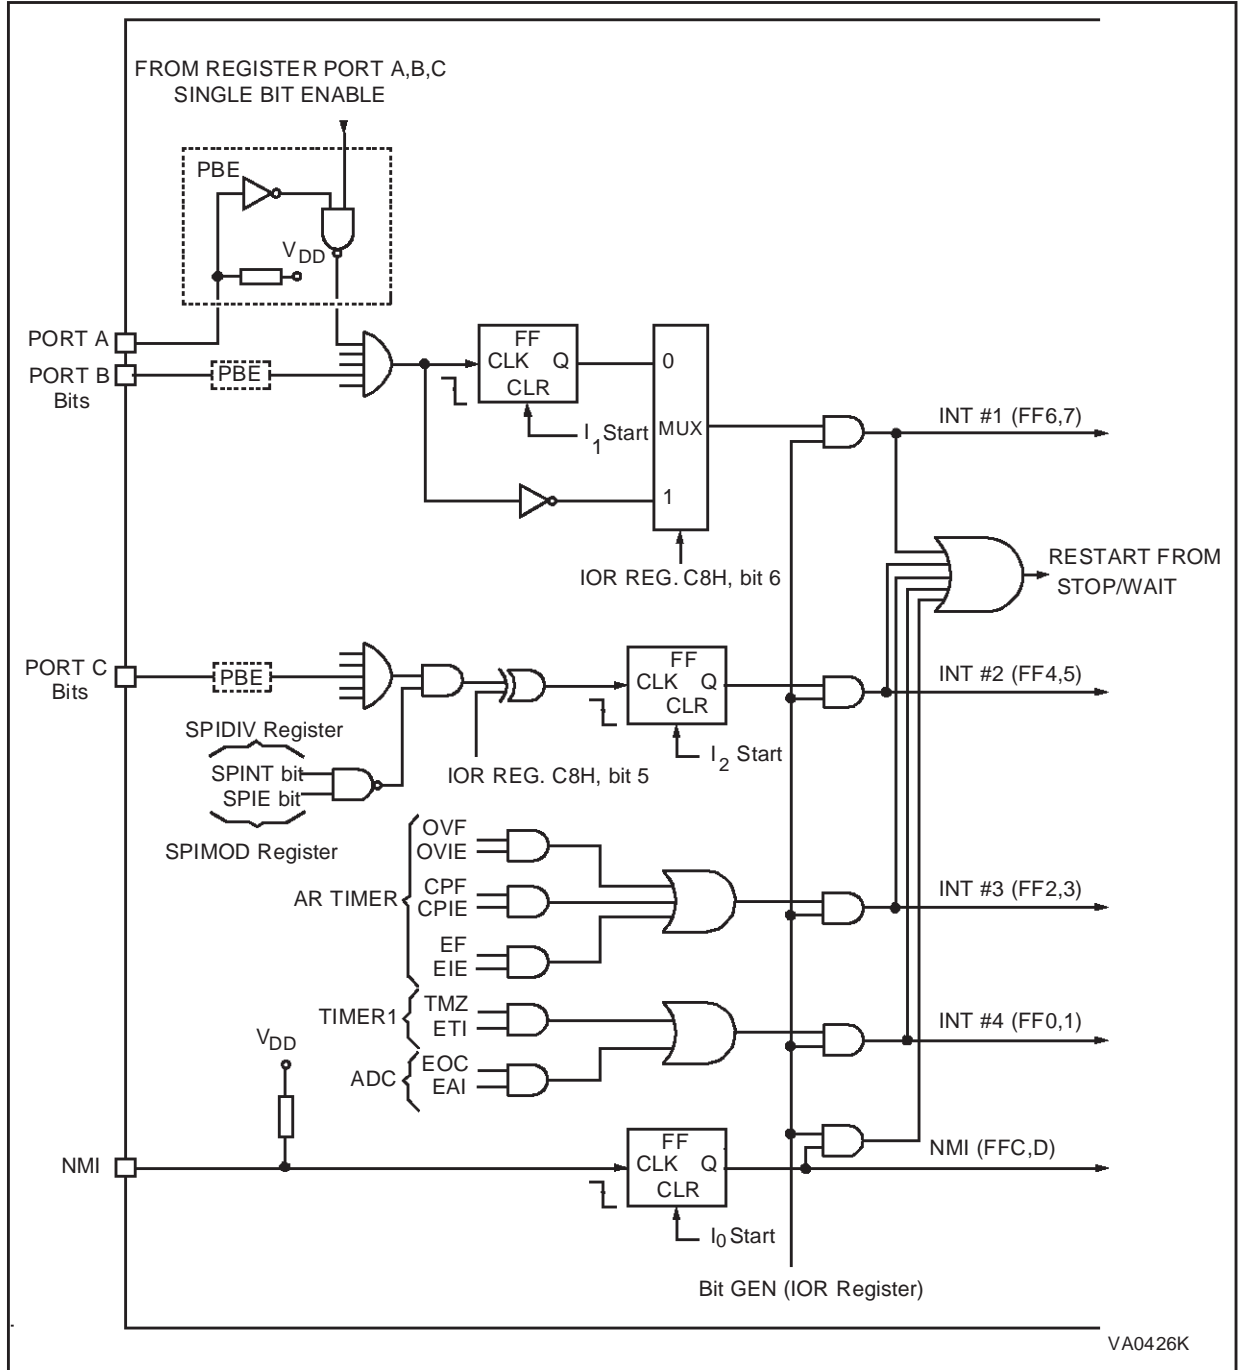 FROM REGISTER PORT A,B,C
SINGLE BIT ENABLE
PBE
VDD
PORT A
PORT B
Bits
PBE
FF
CLK Q
CLR
I1 Start
0
MUX
1
IOR REG. C8H, bit 6
INT #1 (FF6,7)
RESTART FROM
STOP/WAIT
PORT C
Bits
PBE
FF
CLK Q
CLR
I2 Start
INT #2 (FF4,5)
SPIDIV Register
SPINT bit
SPIE bit
SPIMOD Register
IOR REG. C8H, bit 5
AR TIMER
OVF
OVIE
CPF
CPIE
EF
EIE
INT #3 (FF2,3)
TIMER1
TMZ
ETI
INT #4 (FF0,1)
ADC
EOC
EAI
VDD
NMI
FF
CLK Q
CLR
I0 Start
NMI (FFC,D)
Bit GEN (IOR Register)
VA0426K